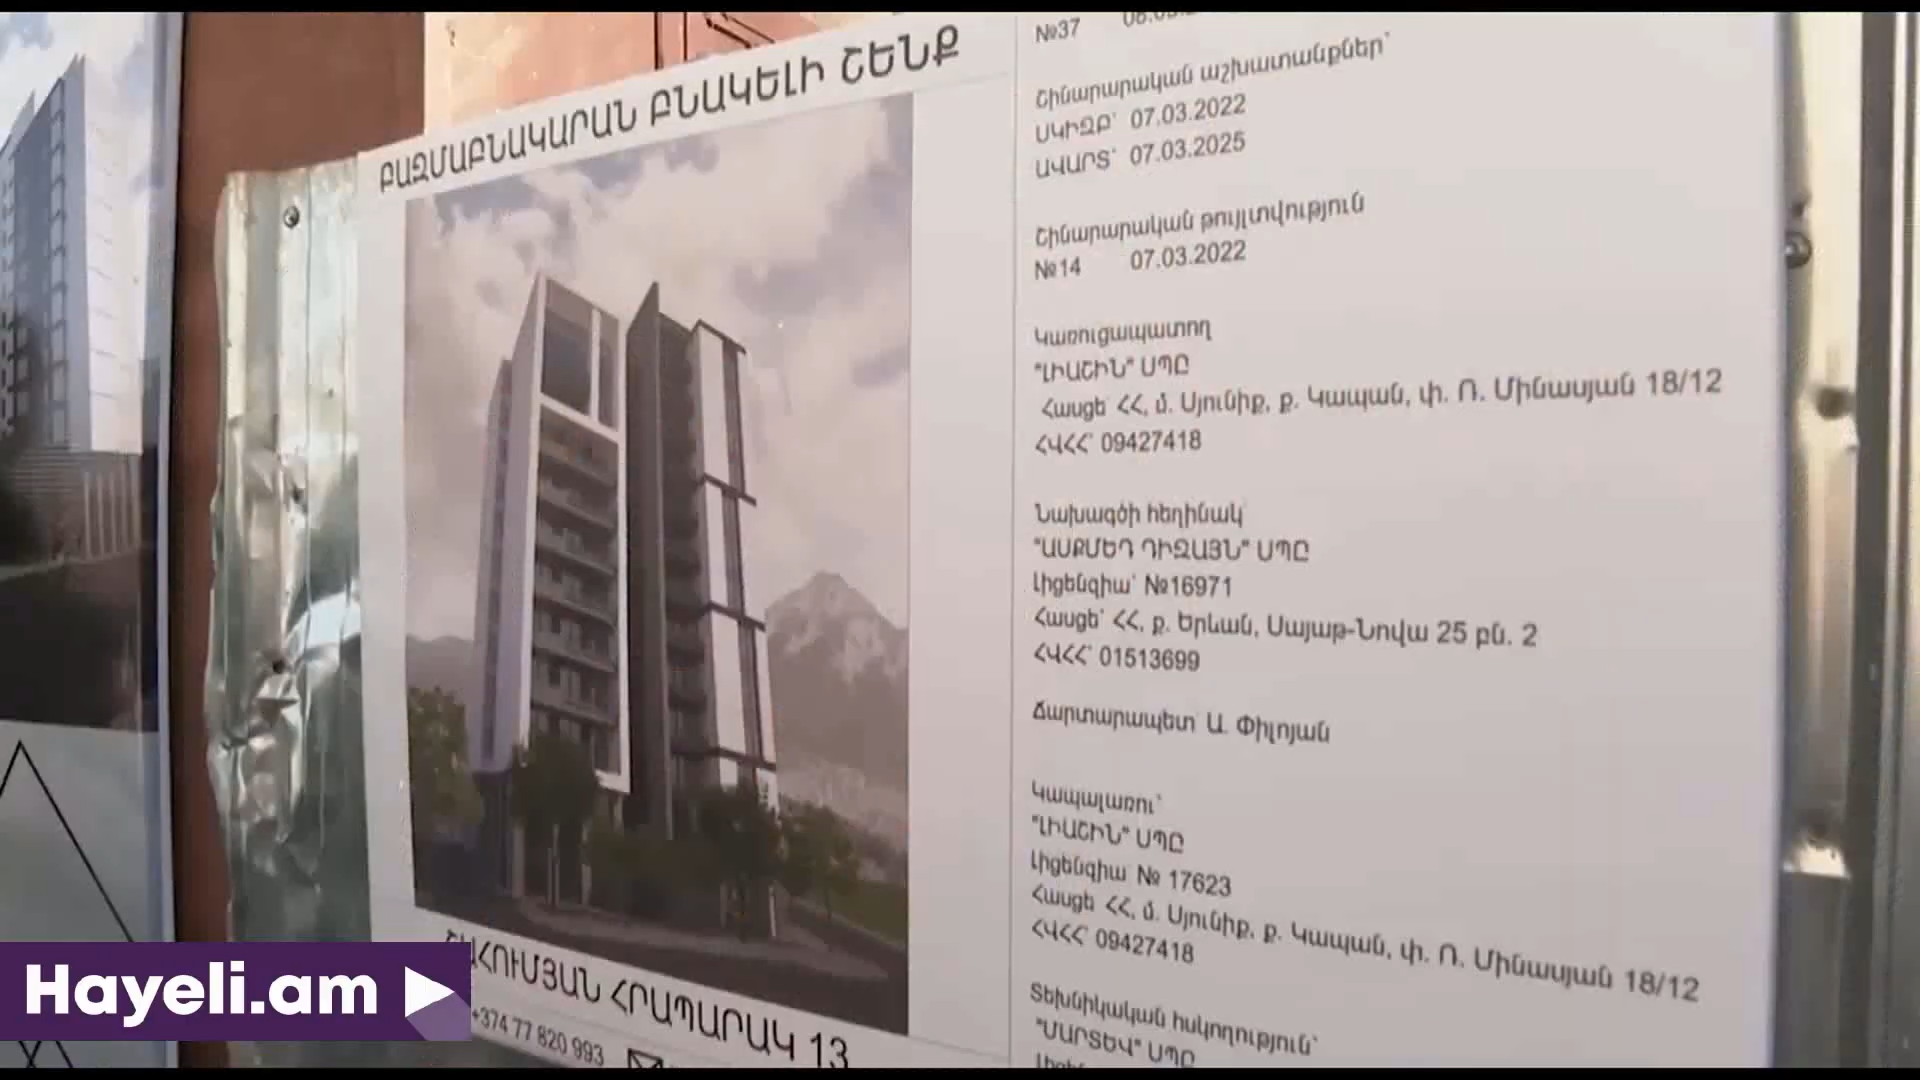 ԲԱԶՄԱԲՆԱԿԱՐԱՆ ԲՆԱԿԵԼԻ ՇԵՆՔ
ՇԱՀՈՒՄՅԱՆ ՀՐԱՊԱՐԱԿ 13
+374 77 820 993
№37
Շինարարական աշխատանքներ՝
ՍԿԻԶԲ՝ 07.03.2022
ԱՎԱՐՏ՝ 07.03.2025
Շինարարական թույլտվություն
№14 07.03.2022
Կառուցապատող
"ԼԻԱՇԻՆ" ՍՊԸ
Հասցե՝ ՀՀ, մ. Սյունիք, ք. Կապան, փ. Ռ. Մինասյան 18/12
ՀՎՀՀ՝ 09427418
Նախագծի հեղինակ՝
"ԱՍՔՄԵԴ ԴԻԶԱՅՆ" ՍՊԸ
Լիցենզիա՝ №16971
Հասցե՝ ՀՀ, ք. Երևան, Սայաթ-Նովա 25 բն. 2
ՀՎՀՀ՝ 01513699
Ճարտարապետ՝ Ա. Փիլոյան
Կապալառու՝
"ԼԻԱՇԻՆ" ՍՊԸ
Լիցենզիա՝ № 17623
Հասցե՝ ՀՀ, մ. Սյունիք, ք. Կապան, փ. Ռ. Մինասյան 18/12
ՀՎՀՀ՝ 09427418
Տեխնիկական հսկողություն՝
"ՄԱՐՏԵՎ" ՍՊԸ
Hayeli.am